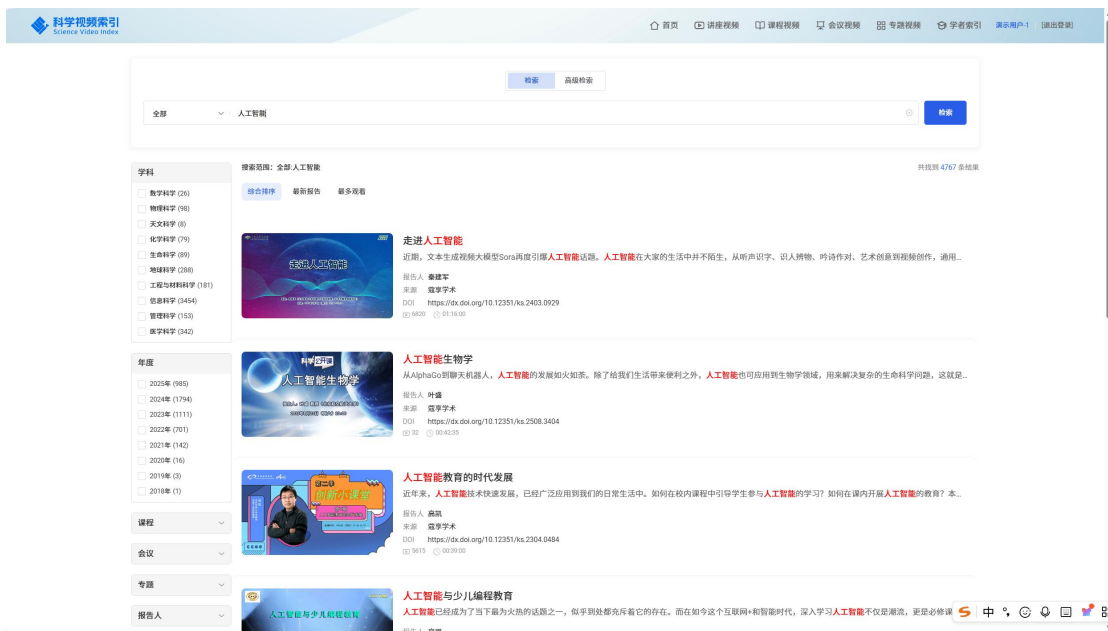 科学视频索引
Science Video Index
首页 讲座视频 课程视频 会议视频 专题视频 学者索引 演示用户-1 [退出登录]
检索 高级检索
全部 人工智能 检索
学科
数学科学 (26)
物理科学 (98)
天文科学 (8)
化学科学 (79)
生命科学 (89)
地球科学 (288)
工程与材料科学 (181)
信息科学 (3454)
管理科学 (153)
医学科学 (342)
年度
2025年 (985)
2024年 (1794)
2023年 (1111)
2022年 (701)
2021年 (142)
2020年 (16)
2019年 (3)
2018年 (1)
课程
会议
专题
报告人
搜索范围：全部:人工智能
共找到 4767 条结果
综合排序 最新报告 最多观看
走进人工智能
走进人工智能
近期，文本生成视频大模型Sora再度引爆人工智能话题。人工智能在大家的生活中并不陌生，从听声识字、识人辨物、吟诗作对、艺术创意到视频创作，通用...
报告人 秦建军
来源 蔻享学术
DOI https://dx.doi.org/10.12351/ks.2403.0929
6820 01:16:00
科学公开课
人工智能生物学
人工智能生物学
从AlphaGo到聊天机器人，人工智能的发展如火如荼。除了给我们生活带来便利之外，人工智能也可应用到生物学领域，用来解决复杂的生命科学问题，这就是...
报告人 叶盛
来源 蔻享学术
DOI https://dx.doi.org/10.12351/ks.2508.3404
32 00:42:35
第二季
创新小课堂
人工智能教育的时代发展
近年来，人工智能技术快速发展，已经广泛应用到我们的日常生活中。如何在校内课程中引导学生参与人工智能的学习？如何在课内开展人工智能的教育？本...
报告人 高凯
来源 蔻享学术
DOI https://dx.doi.org/10.12351/ks.2304.0484
5615 00:39:00
人工智能与少儿编程教育
人工智能与少儿编程教育
人工智能已经成为了当下最为火热的话题之一，似乎到处都充斥着它的存在。而在如今这个互联网+和智能时代，深入学习人工智能不仅是潮流，更是必修课
中